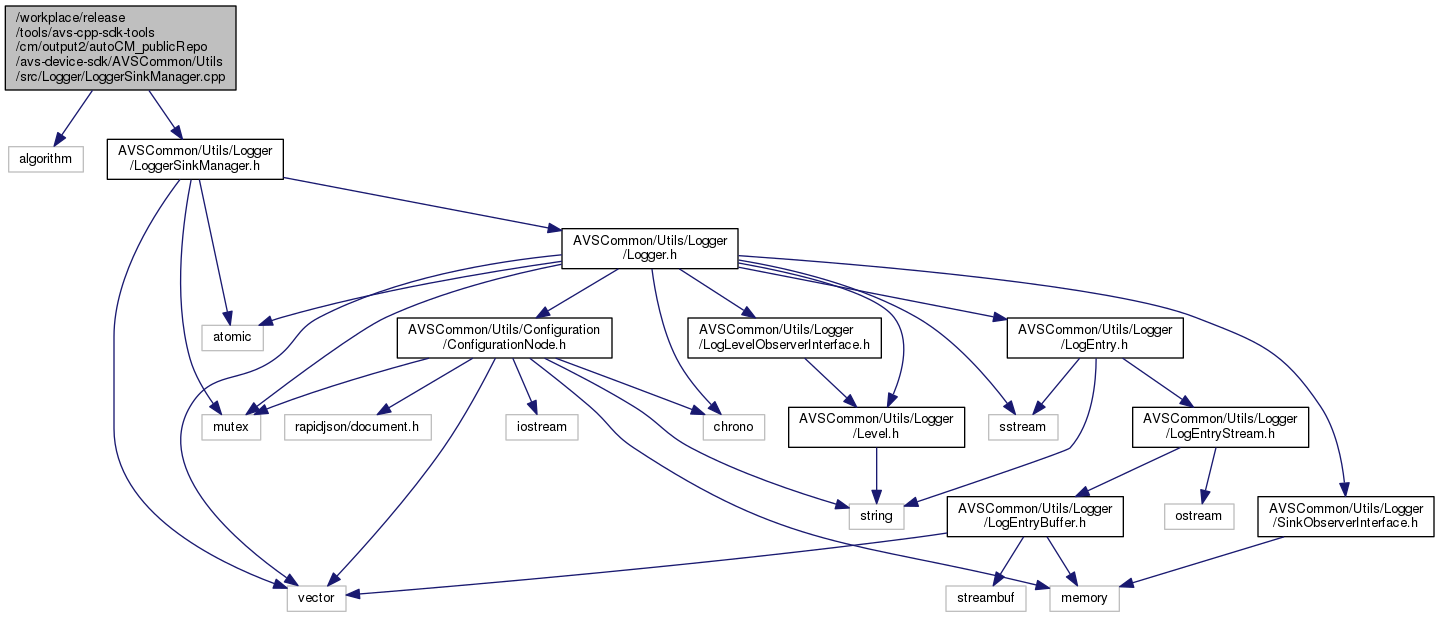 /workplace/release
/tools/avs-cpp-sdk-tools
/cm/output2/autoCM_publicRepo
/avs-device-sdk/AVSCommon/Utils
/src/Logger/LoggerSinkManager.cpp
algorithm
AVSCommon/Utils/Logger
/LoggerSinkManager.h
AVSCommon/Utils/Logger
/Logger.h
atomic
AVSCommon/Utils/Configuration
/ConfigurationNode.h
AVSCommon/Utils/Logger
/LogLevelObserverInterface.h
AVSCommon/Utils/Logger
/LogEntry.h
mutex
rapidjson/document.h
iostream
chrono
AVSCommon/Utils/Logger
/Level.h
sstream
AVSCommon/Utils/Logger
/LogEntryStream.h
string
AVSCommon/Utils/Logger
/LogEntryBuffer.h
ostream
AVSCommon/Utils/Logger
/SinkObserverInterface.h
vector
streambuf
memory